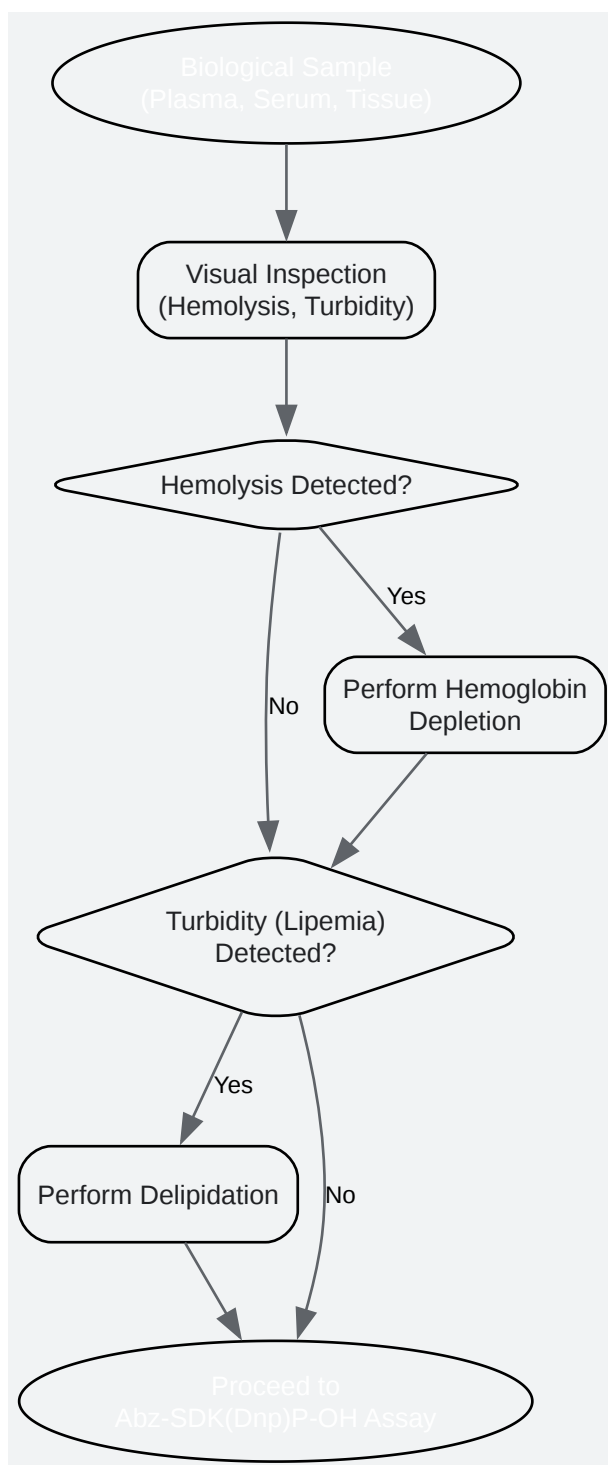 Biological Sample
(Plasma, Serum, Tissue)
Visual Inspection
(Hemolysis, Turbidity)
Hemolysis Detected?
Yes
Perform Hemoglobin
Depletion
No
Turbidity (Lipemia)
Detected?
Yes
Perform Delipidation
No
Proceed to
Abz-SDK(Dnp)P-OH Assay